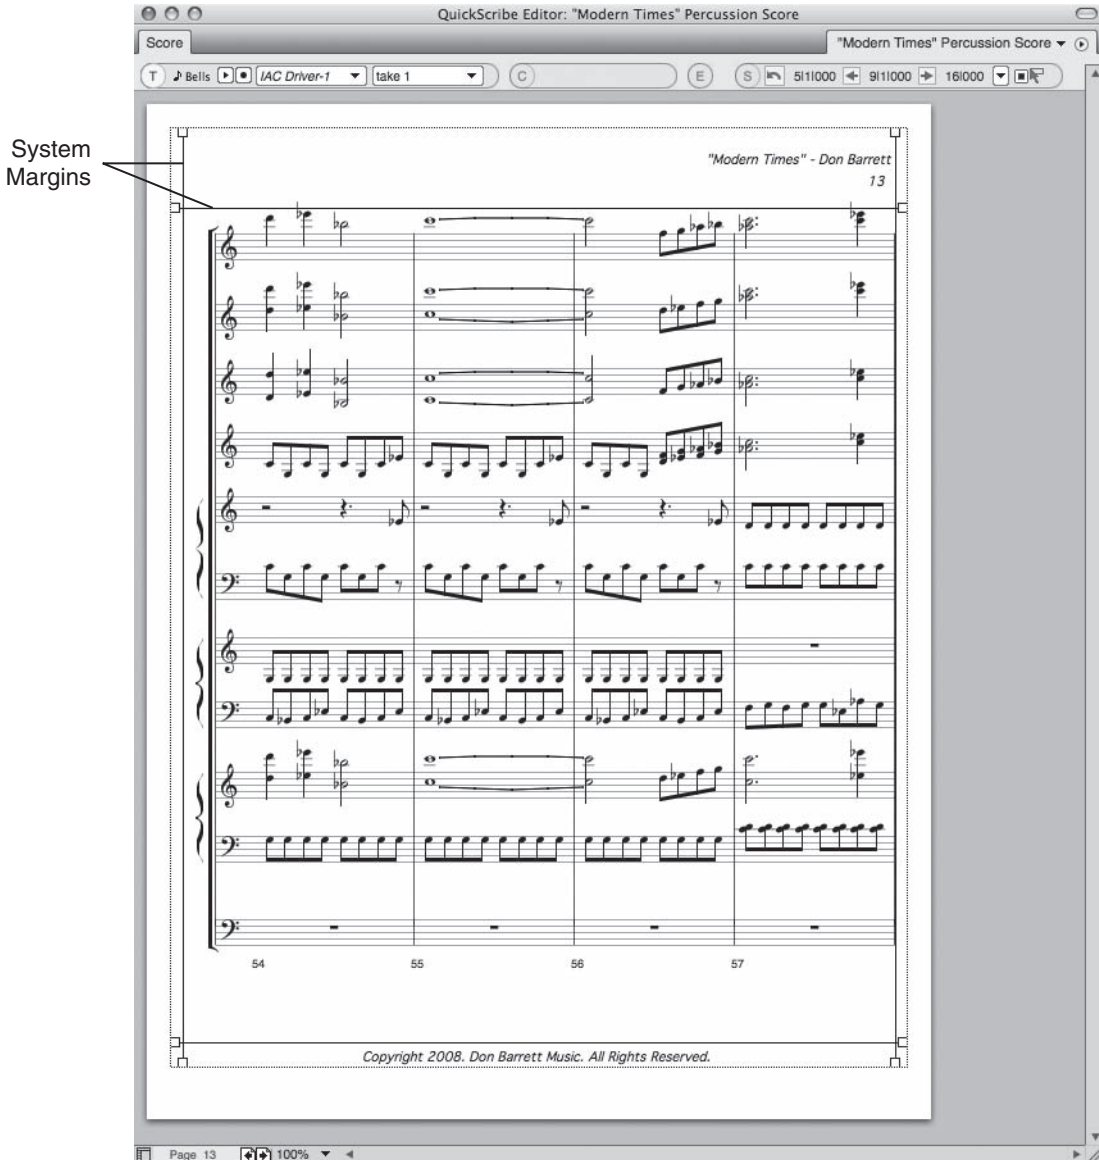 QuickScribe Editor: "Modern Times" Percussion Score
Score
"Modern Times" Percussion Score
T Bells IAC Driver-1 take 1 C E S 5|1|000 9|1|000 16|000
System
Margins
"Modern Times" - Don Barrett
13
54 55 56 57
Copyright 2008. Don Barrett Music. All Rights Reserved.
Page 13 100%